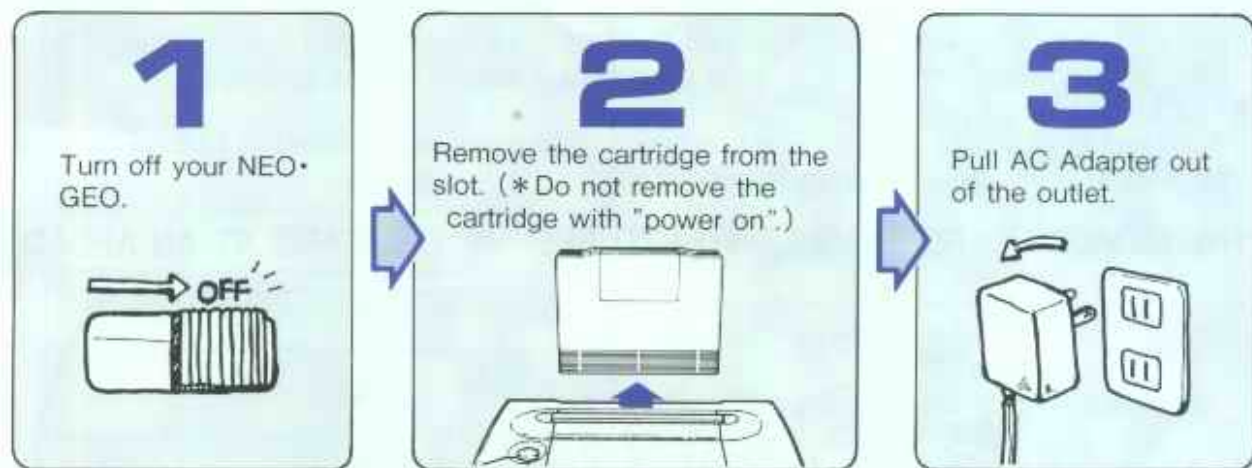 1
Turn off your NEO•
GEO.
OFF
2
Remove the cartridge from the
slot. (*Do not remove the
cartridge with "power on".)
3
Pull AC Adapter out
of the outlet.